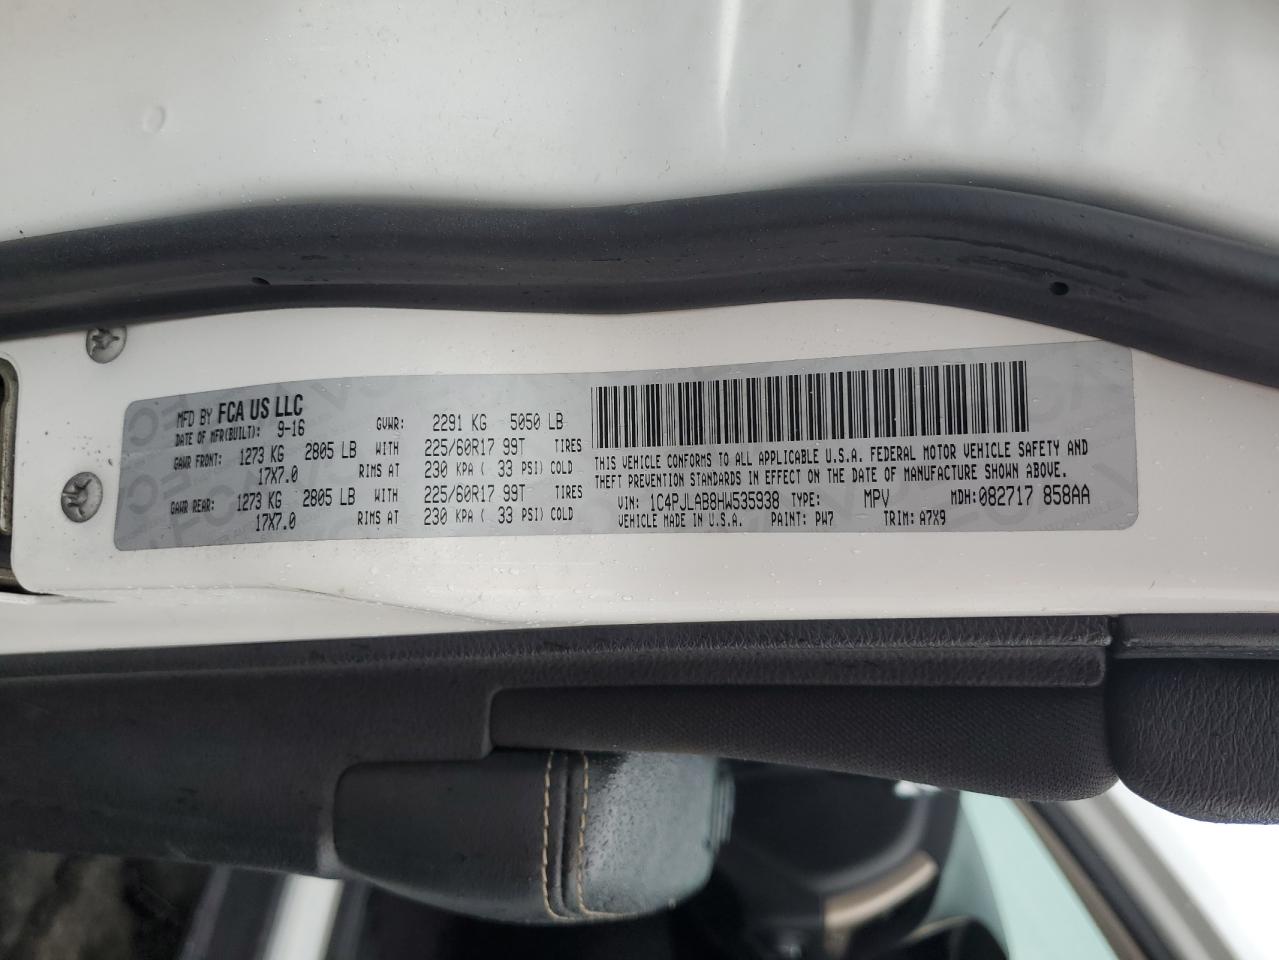 MFD BY FCA US LLC
DATE OF MFR(BUILT): 9-16 GVWR: 2291 KG 5050 LB
GAWR FRONT: 1273 KG 2805 LB WITH 225/60R17 99T TIRES
17X7.0 RIMS AT 230 KPA ( 33 PSI) COLD
GAWR REAR: 1273 KG 2805 LB WITH 225/60R17 99T TIRES
17X7.0 RIMS AT 230 KPA ( 33 PSI) COLD
THIS VEHICLE CONFORMS TO ALL APPLICABLE U.S.A. FEDERAL MOTOR VEHICLE SAFETY AND
THEFT PREVENTION STANDARDS IN EFFECT ON THE DATE OF MANUFACTURE SHOWN ABOVE.
VIN: 1C4PJLAB8HW535938 TYPE: MPV MDH:082717 858AA
VEHICLE MADE IN U.S.A. PAINT: PW7 TRIM: A7X9